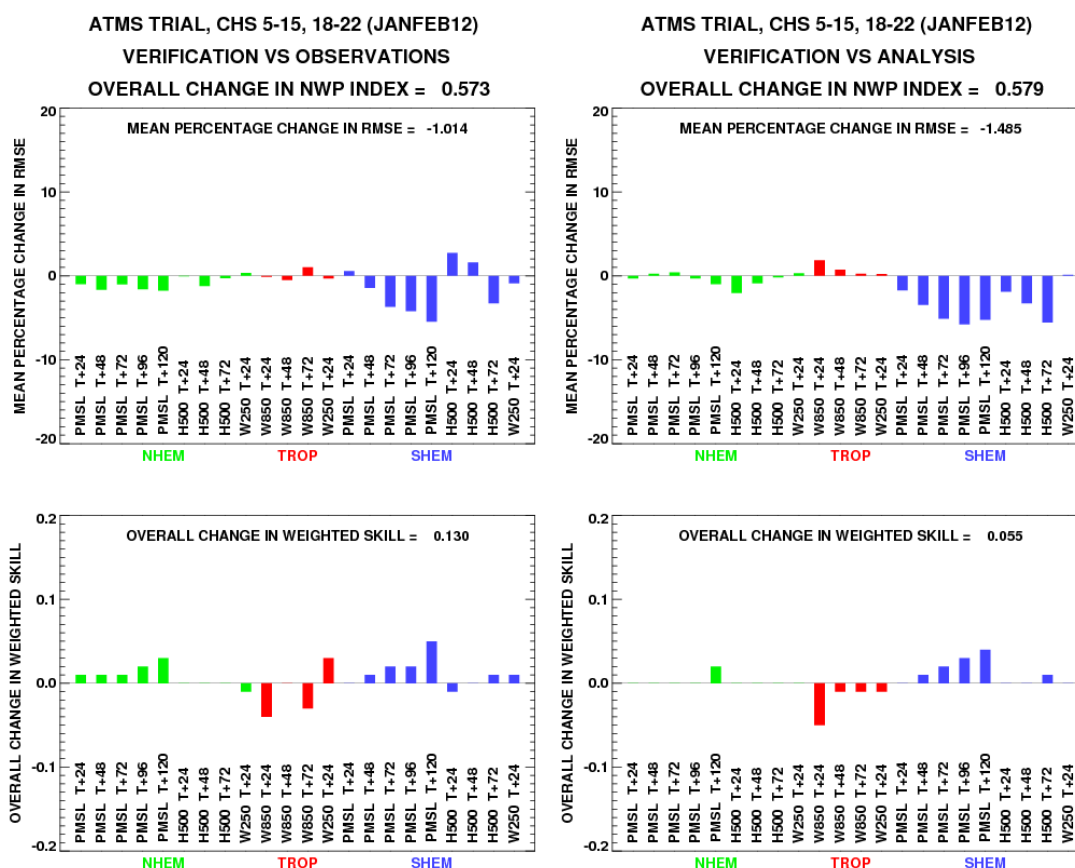 ATMS TRIAL, CHS 5-15, 18-22 (JANFEB12)
VERIFICATION VS OBSERVATIONS
OVERALL CHANGE IN NWP INDEX = 0.573
MEAN PERCENTAGE CHANGE IN RMSE = -1.014
MEAN PERCENTAGE CHANGE IN RMSE
20
10
0
-10
-20
PMSL T+24
PMSL T+48
PMSL T+72
PMSL T+96
PMSL T+120
H500 T+24
H500 T+48
H500 T+72
W250 T+24
W850 T+24
W850 T+48
W850 T+72
W250 T+24
PMSL T+24
PMSL T+48
PMSL T+72
PMSL T+96
PMSL T+120
H500 T+24
H500 T+48
H500 T+72
W250 T+24
NHEM
TROP
SHEM
ATMS TRIAL, CHS 5-15, 18-22 (JANFEB12)
VERIFICATION VS ANALYSIS
OVERALL CHANGE IN NWP INDEX = 0.579
MEAN PERCENTAGE CHANGE IN RMSE = -1.485
MEAN PERCENTAGE CHANGE IN RMSE
20
10
0
-10
-20
PMSL T+24
PMSL T+48
PMSL T+72
PMSL T+96
PMSL T+120
H500 T+24
H500 T+48
H500 T+72
W250 T+24
W850 T+24
W850 T+48
W850 T+72
W250 T+24
PMSL T+24
PMSL T+48
PMSL T+72
PMSL T+96
PMSL T+120
H500 T+24
H500 T+48
H500 T+72
W250 T+24
NHEM
TROP
SHEM
OVERALL CHANGE IN WEIGHTED SKILL = 0.130
OVERALL CHANGE IN WEIGHTED SKILL
0.2
0.1
0.0
-0.1
-0.2
PMSL T+24
PMSL T+48
PMSL T+72
PMSL T+96
PMSL T+120
H500 T+24
H500 T+48
H500 T+72
W250 T+24
W850 T+24
W850 T+48
W850 T+72
W250 T+24
PMSL T+24
PMSL T+48
PMSL T+72
PMSL T+96
PMSL T+120
H500 T+24
H500 T+48
H500 T+72
W250 T+24
NHEM
TROP
SHEM
OVERALL CHANGE IN WEIGHTED SKILL = 0.055
OVERALL CHANGE IN WEIGHTED SKILL
0.2
0.1
0.0
-0.1
-0.2
PMSL T+24
PMSL T+48
PMSL T+72
PMSL T+96
PMSL T+120
H500 T+24
H500 T+48
H500 T+72
W250 T+24
W850 T+24
W850 T+48
W850 T+72
W250 T+24
PMSL T+24
PMSL T+48
PMSL T+72
PMSL T+96
PMSL T+120
H500 T+24
H500 T+48
H500 T+72
W250 T+24
NHEM
TROP
SHEM